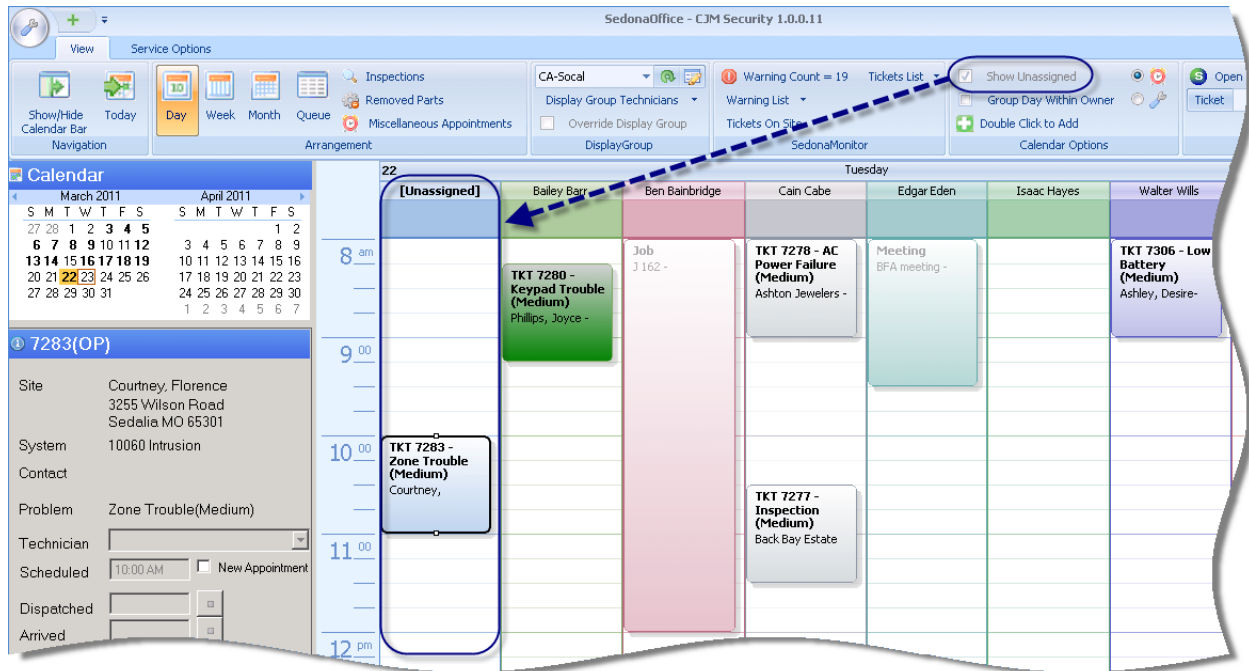 SedonaOffice - CJM Security 1.0.0.11
View Service Options
Show/Hide Calendar Bar
Today
Navigation
10
Day
Week
Month
Queue
Inspections
Removed Parts
Miscellaneous Appointments
Arrangement
CA-Socal
Display Group Technicians
Override Display Group
DisplayGroup
Warning Count = 19 Tickets List
Warning List
Tickets On Site
SedonaMonitor
Show Unassigned
Group Day Within Owner
Double Click to Add
Calendar Options
S Open
Ticket
Calendar
March 2011 April 2011
S M T W T F S S M T W T F S
27 28 1 2 3 4 5 1 2
6 7 8 9 10 11 12 3 4 5 6 7 8 9
13 14 15 16 17 18 19 10 11 12 13 14 15 16
20 21 22 23 24 25 26 17 18 19 20 21 22 23
27 28 29 30 31 24 25 26 27 28 29 30
1 2 3 4 5 6 7
7283(OP)
Site Courtney, Florence
3255 Wilson Road
Sedalia MO 65301
System 10060 Intrusion
Contact
Problem Zone Trouble(Medium)
Technician
Scheduled 10:00 AM New Appointment
Dispatched
Arrived
22 Tuesday
[Unassigned] Bailey Barr Ben Bainbridge Cain Cabe Edgar Eden Isaac Hayes Walter Wills
8 am
9 00
10 00
11 00
12 pm
TKT 7283 -
Zone Trouble
(Medium)
Courtney,
TKT 7280 -
Keypad Trouble
(Medium)
Phillips, Joyce -
Job
J 162 -
TKT 7278 - AC
Power Failure
(Medium)
Ashton Jewelers -
TKT 7277 -
Inspection
(Medium)
Back Bay Estate
Meeting
BFA meeting -
TKT 7306 - Low
Battery
(Medium)
Ashley, Desire-